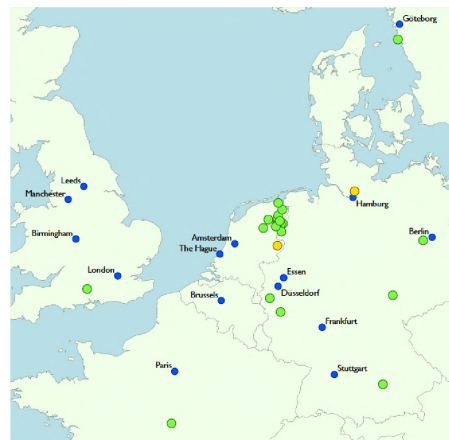 Göteborg
Leeds
Manchester
Hamburg
Birmingham
Berlin
Amsterdam
The Hague
London
Essen
Düsseldorf
Brussels
Frankfurt
Paris
Stuttgart